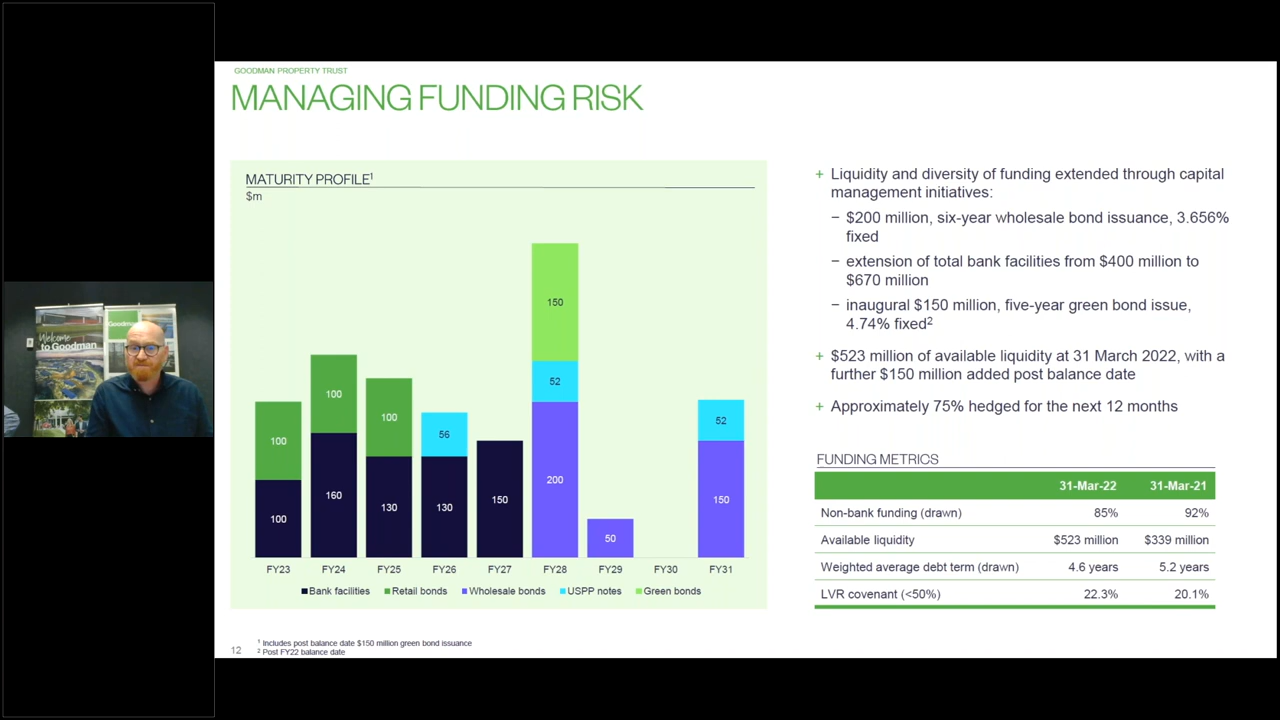 GOODMAN PROPERTY TRUST
MANAGING FUNDING RISK
MATURITY PROFILE¹
$m
150
52
52
100
100
100
56
200
150
160
130
130
150
100
50
FY23 FY24 FY25 FY26 FY27 FY28 FY29 FY30 FY31
Bank facilities Retail bonds Wholesale bonds USPP notes Green bonds
+ Liquidity and diversity of funding extended through capital
management initiatives:
− $200 million, six-year wholesale bond issuance, 3.656%
fixed
− extension of total bank facilities from $400 million to
$670 million
− inaugural $150 million, five-year green bond issue,
4.74% fixed²
+ $523 million of available liquidity at 31 March 2022, with a
further $150 million added post balance date
+ Approximately 75% hedged for the next 12 months
FUNDING METRICS
31-Mar-22 31-Mar-21
Non-bank funding (drawn) 85% 92%
Available liquidity $523 million $339 million
Weighted average debt term (drawn) 4.6 years 5.2 years
LVR covenant (<50%) 22.3% 20.1%
12
¹ Includes post balance date $150 million green bond issuance
² Post FY22 balance date
Welcome
to Goodman
Goodman